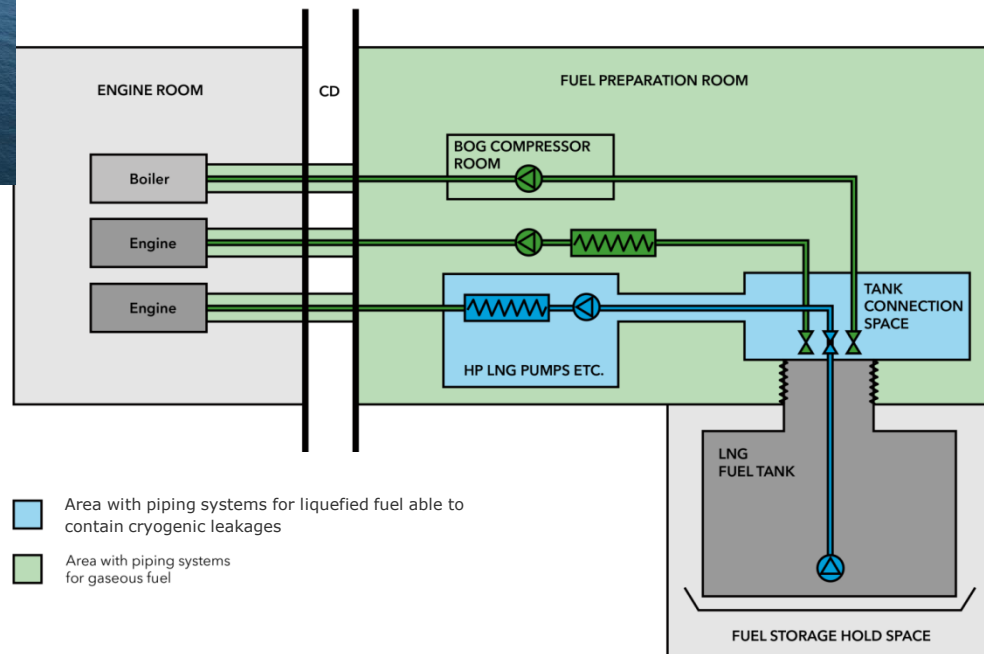 ENGINE ROOM
CD
FUEL PREPARATION ROOM
BOG COMPRESSOR
ROOM
Boiler
Engine
Engine
TANK
CONNECTION
SPACE
HP LNG PUMPS ETC.
LNG
FUEL TANK
Area with piping systems for liquefied fuel able to
contain cryogenic leakages
Area with piping systems
for gaseous fuel
FUEL STORAGE HOLD SPACE